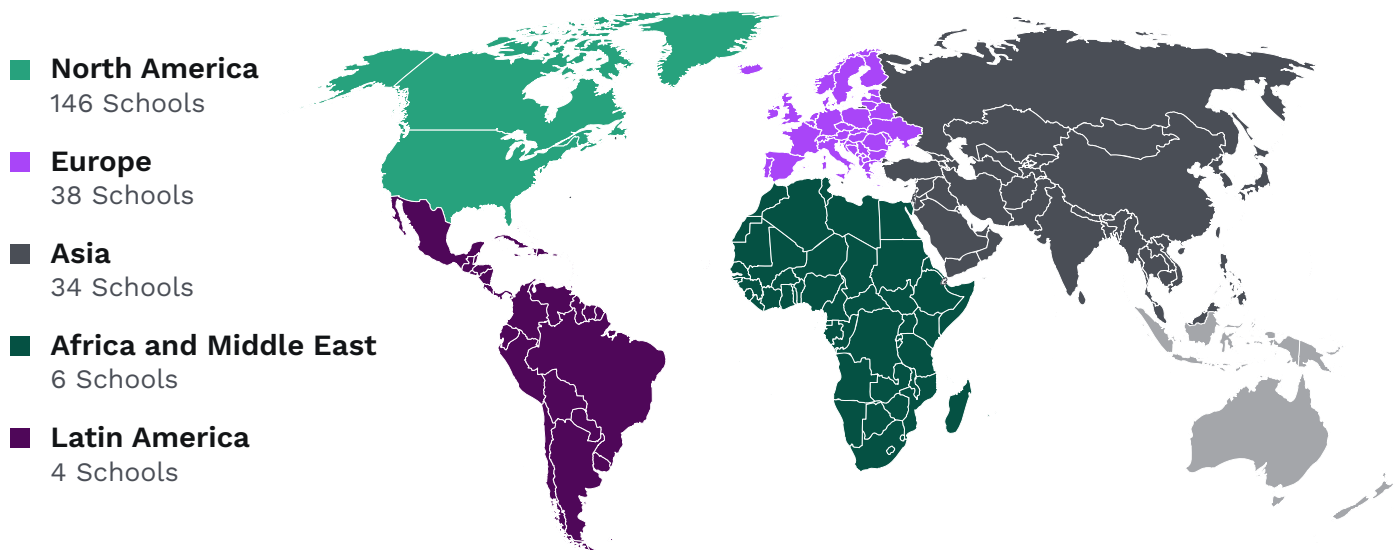 North America
146 Schools
Europe
38 Schools
Asia
34 Schools
Africa and Middle East
6 Schools
Latin America
4 Schools